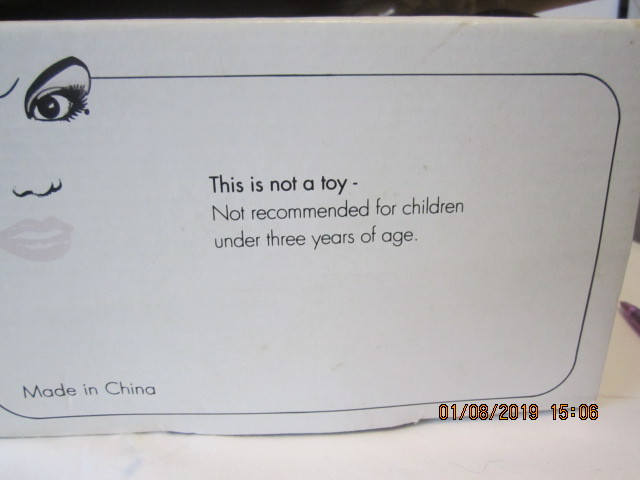 This is not a toy -
Not recommended for children
under three years of age.
Made in China
01/08/2019 15:06